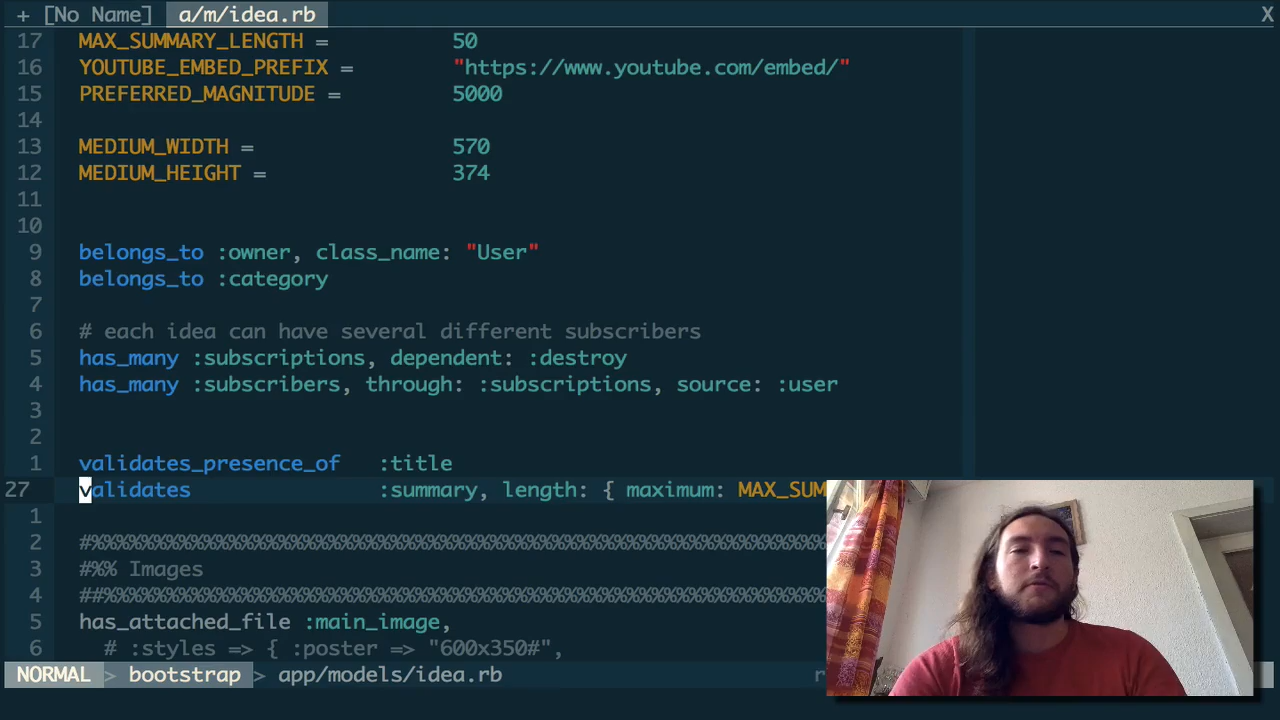 + [No Name] a/m/idea.rb X
17 MAX_SUMMARY_LENGTH = 50
16 YOUTUBE_EMBED_PREFIX = "https://www.youtube.com/embed/"
15 PREFERRED_MAGNITUDE = 5000
14
13 MEDIUM_WIDTH = 570
12 MEDIUM_HEIGHT = 374
11
10
9 belongs_to :owner, class_name: "User"
8 belongs_to :category
7
6 # each idea can have several different subscribers
5 has_many :subscriptions, dependent: :destroy
4 has_many :subscribers, through: :subscriptions, source: :user
3
2
1 validates_presence_of :title
27 validates :summary, length: { maximum: MAX_SUM
1
2 #%%%%%%%%%%%%%%%%%%%%%%%%%%%%%%%%%%%%%%%%%%%%%%%%%%%%%%%%%%%
3 #%% Images
4 ##%%%%%%%%%%%%%%%%%%%%%%%%%%%%%%%%%%%%%%%%%%%%%%%%%%%%%%%%%%
5 has_attached_file :main_image,
6 # :styles => { :poster => "600x350#",
NORMAL > bootstrap > app/models/idea.rb r